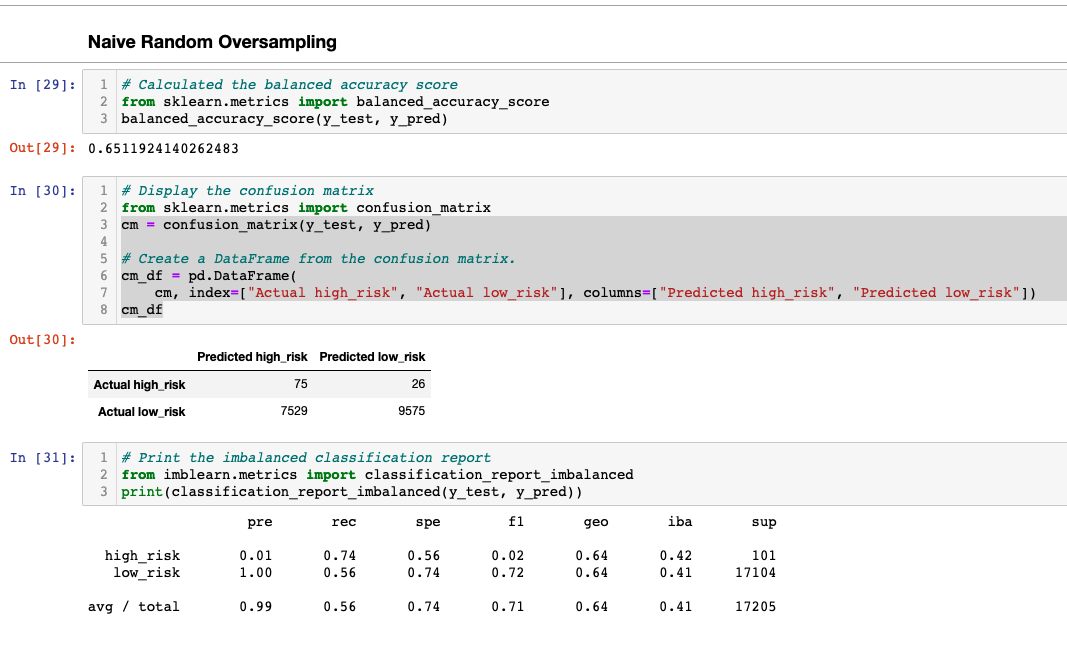 Naive Random Oversampling
In [29]:
1 # Calculated the balanced accuracy score
2 from sklearn.metrics import balanced_accuracy_score
3 balanced_accuracy_score(y_test, y_pred)
Out[29]: 0.6511924140262483
In [30]:
1 # Display the confusion matrix
2 from sklearn.metrics import confusion_matrix
3 cm = confusion_matrix(y_test, y_pred)
4
5 # Create a DataFrame from the confusion matrix.
6 cm_df = pd.DataFrame(
7     cm, index=["Actual high_risk", "Actual low_risk"], columns=["Predicted high_risk", "Predicted low_risk"])
8 cm_df
Out[30]:
Predicted high_risk Predicted low_risk
Actual high_risk 75 26
Actual low_risk 7529 9575
In [31]:
1 # Print the imbalanced classification report
2 from imblearn.metrics import classification_report_imbalanced
3 print(classification_report_imbalanced(y_test, y_pred))
pre rec spe f1 geo iba sup
high_risk 0.01 0.74 0.56 0.02 0.64 0.42 101
low_risk 1.00 0.56 0.74 0.72 0.64 0.41 17104
avg / total 0.99 0.56 0.74 0.71 0.64 0.41 17205